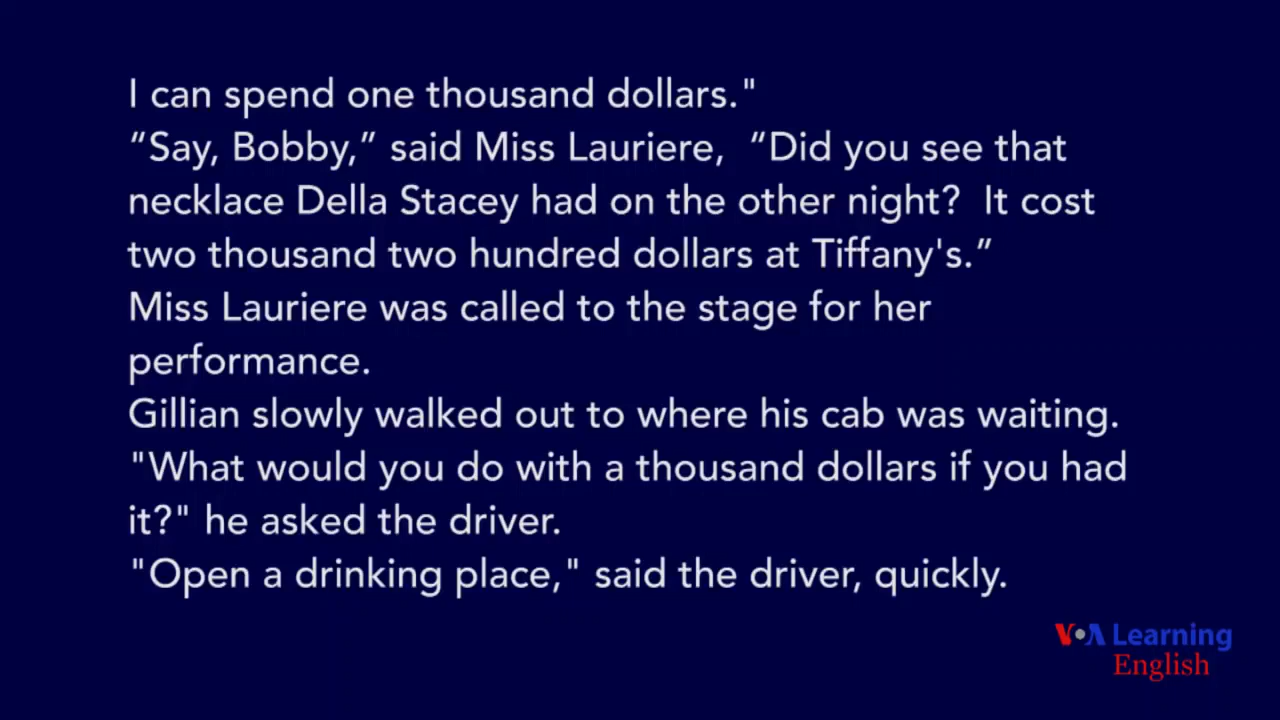 I can spend one thousand dollars."
“Say, Bobby,” said Miss Lauriere,  “Did you see that
necklace Della Stacey had on the other night?  It cost
two thousand two hundred dollars at Tiffany's.”
Miss Lauriere was called to the stage for her
performance.
Gillian slowly walked out to where his cab was waiting.
"What would you do with a thousand dollars if you had
it?" he asked the driver.
"Open a drinking place," said the driver, quickly.
VOA Learning
English